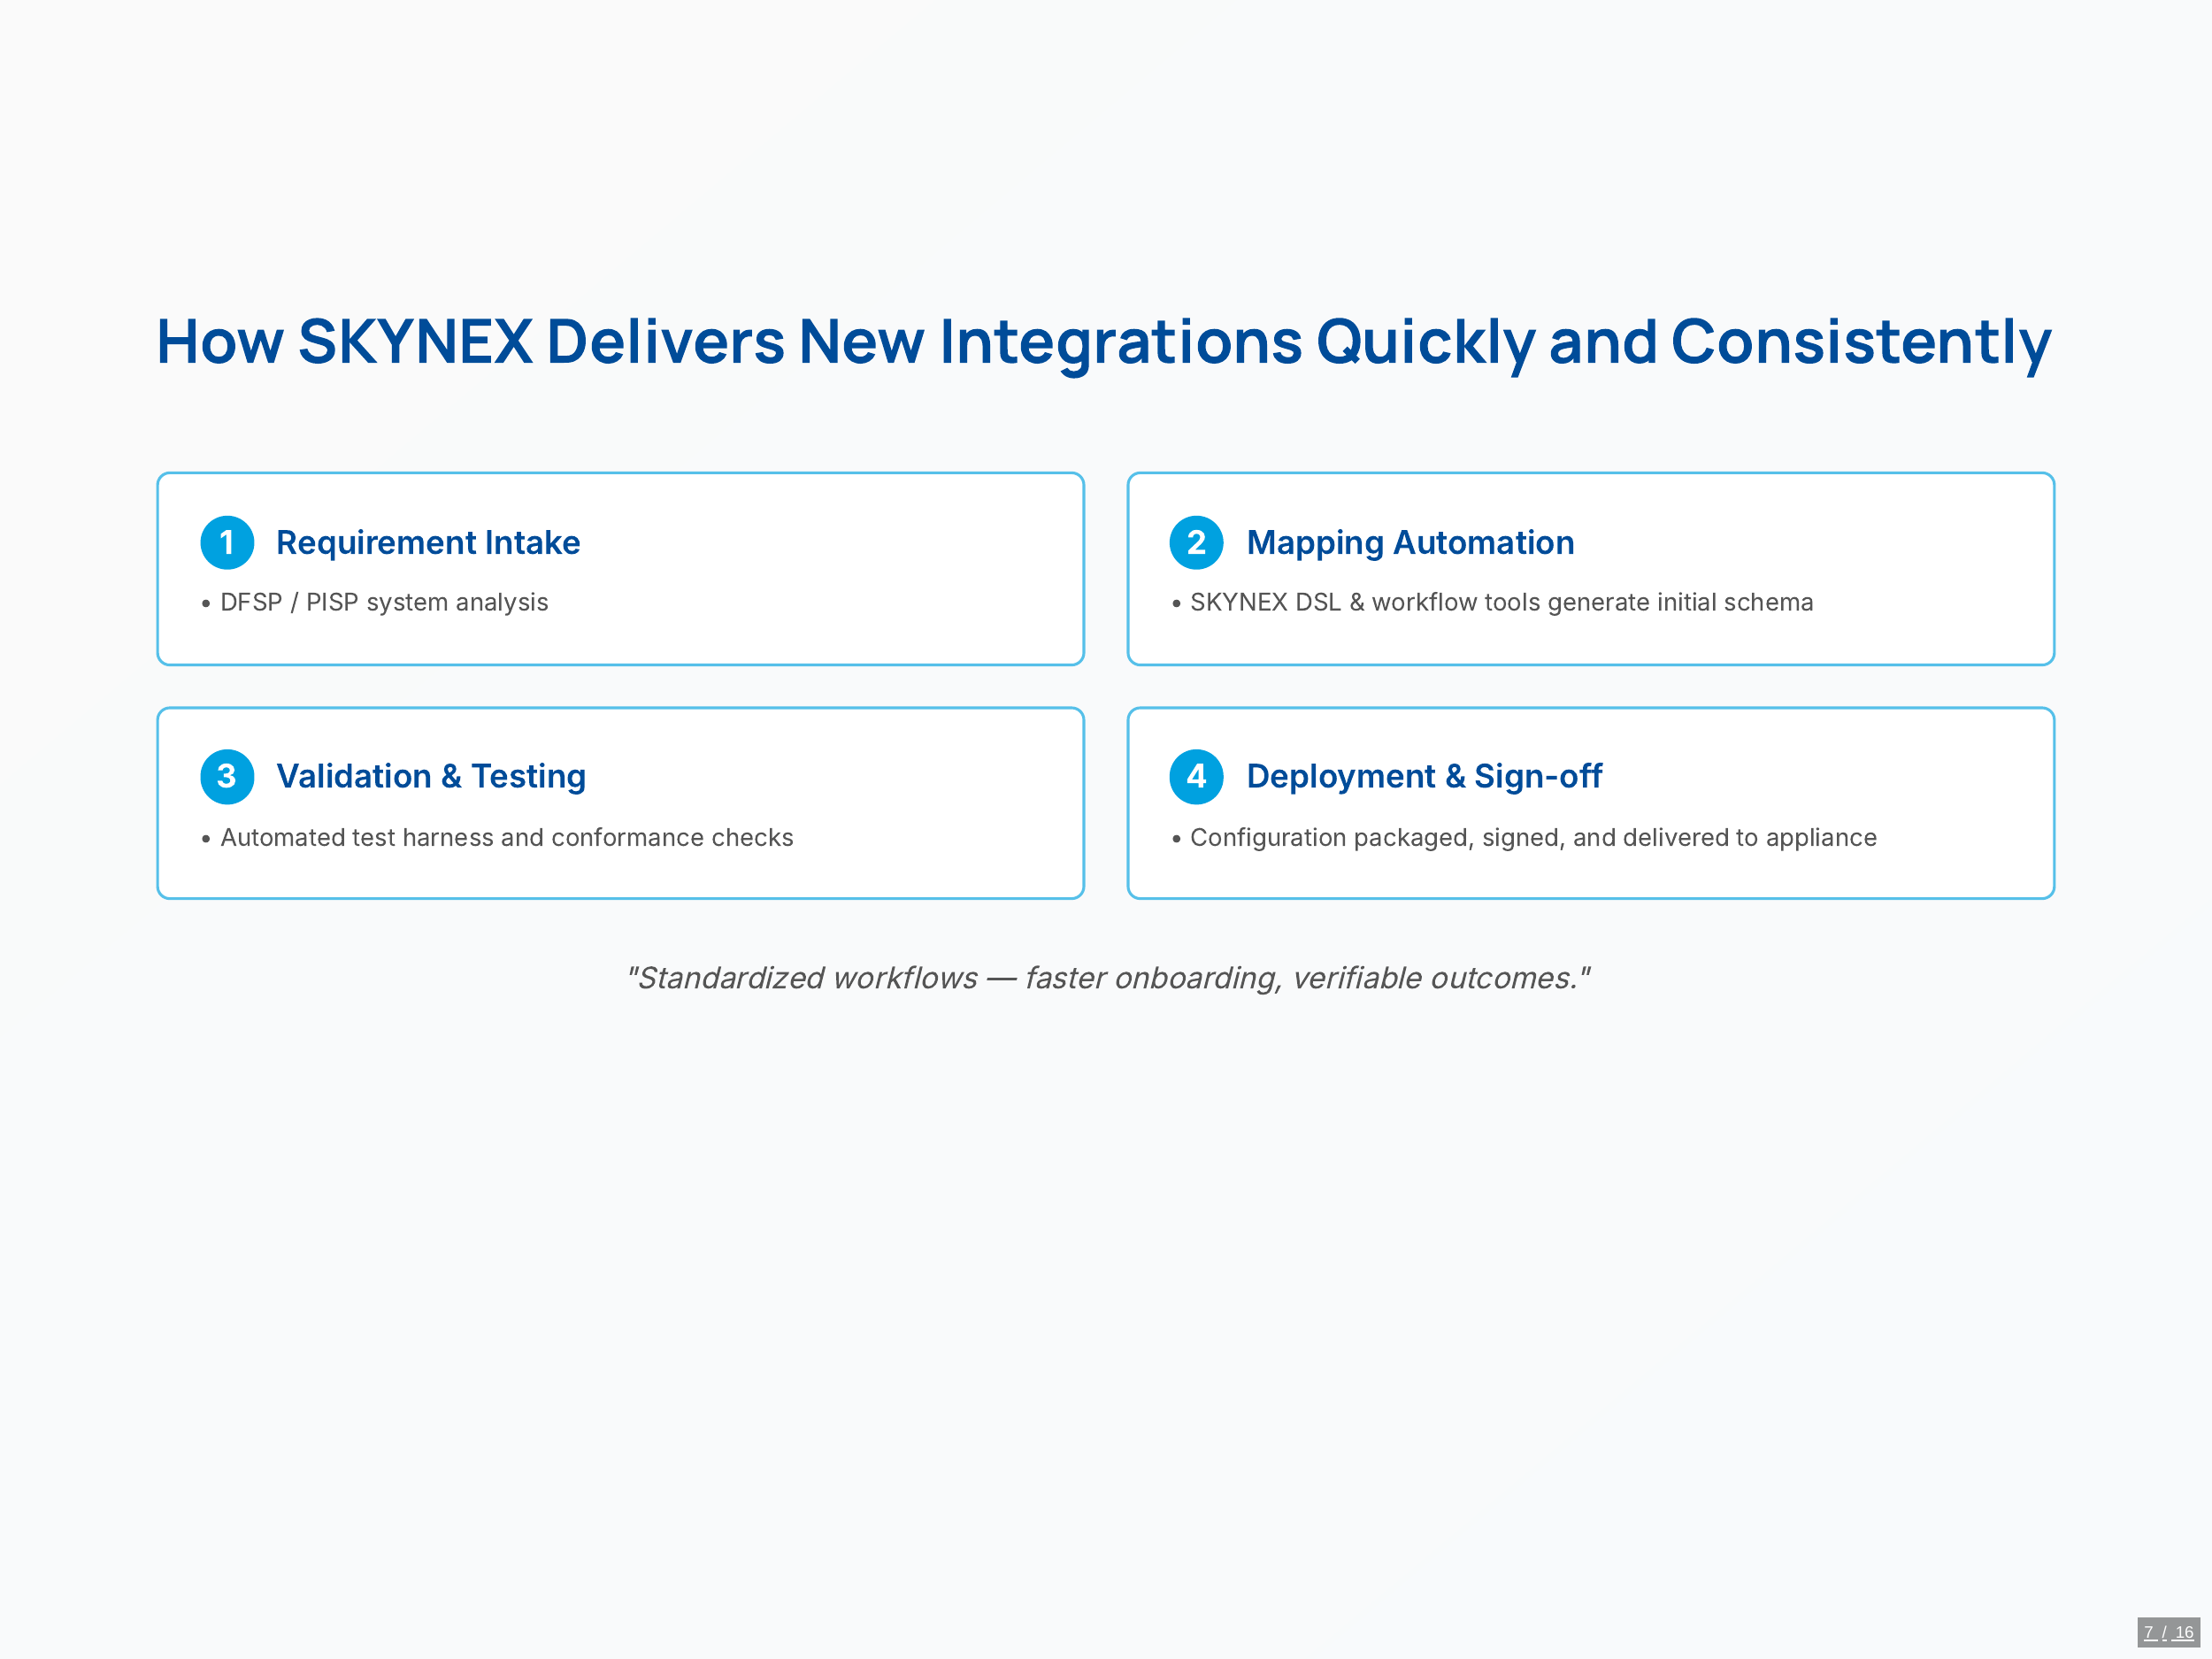 How SKYNEX Delivers New Integrations Quickly and Consistently
1 Requirement Intake
• DFSP / PISP system analysis
2 Mapping Automation
• SKYNEX DSL & workflow tools generate initial schema
3 Validation & Testing
• Automated test harness and conformance checks
4 Deployment & Sign-off
• Configuration packaged, signed, and delivered to appliance
"Standardized workflows — faster onboarding, verifiable outcomes."
7 / 16